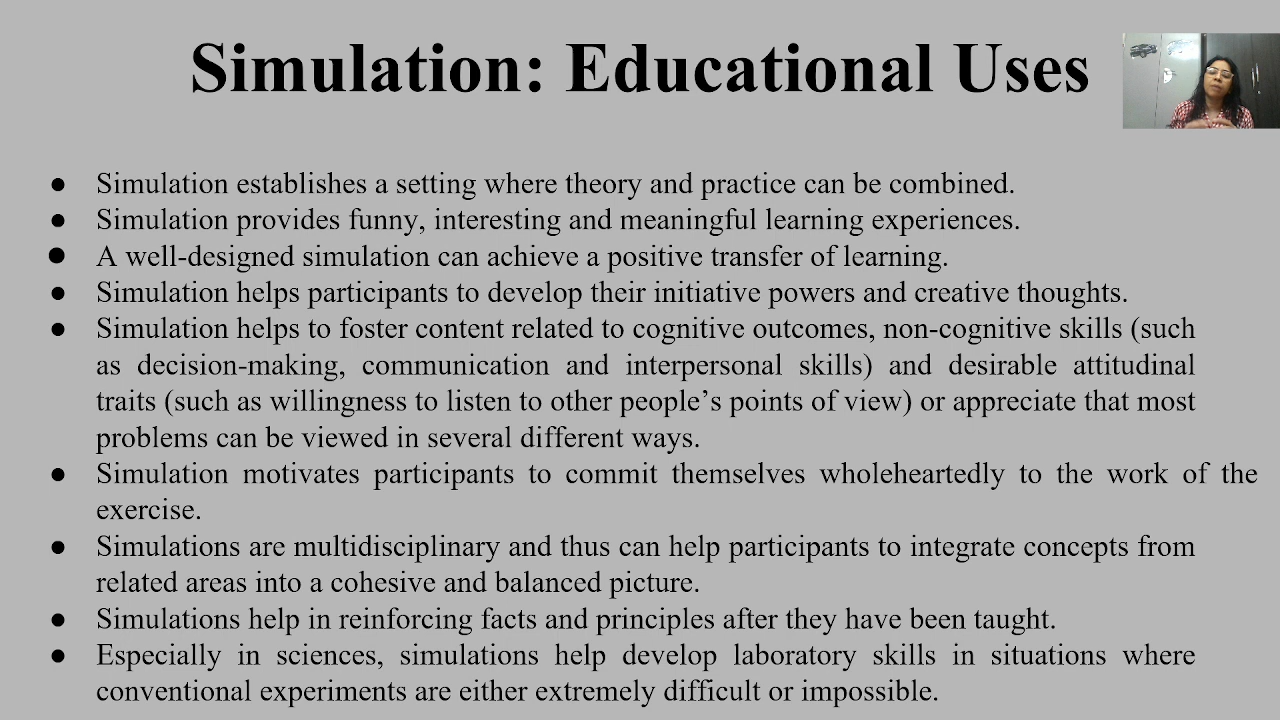 Simulation: Educational Uses
● Simulation establishes a setting where theory and practice can be combined.
● Simulation provides funny, interesting and meaningful learning experiences.
● A well-designed simulation can achieve a positive transfer of learning.
● Simulation helps participants to develop their initiative powers and creative thoughts.
● Simulation helps to foster content related to cognitive outcomes, non-cognitive skills (such
as decision-making, communication and interpersonal skills) and desirable attitudinal
traits (such as willingness to listen to other people’s points of view) or appreciate that most
problems can be viewed in several different ways.
● Simulation motivates participants to commit themselves wholeheartedly to the work of the
exercise.
● Simulations are multidisciplinary and thus can help participants to integrate concepts from
related areas into a cohesive and balanced picture.
● Simulations help in reinforcing facts and principles after they have been taught.
● Especially in sciences, simulations help develop laboratory skills in situations where
conventional experiments are either extremely difficult or impossible.